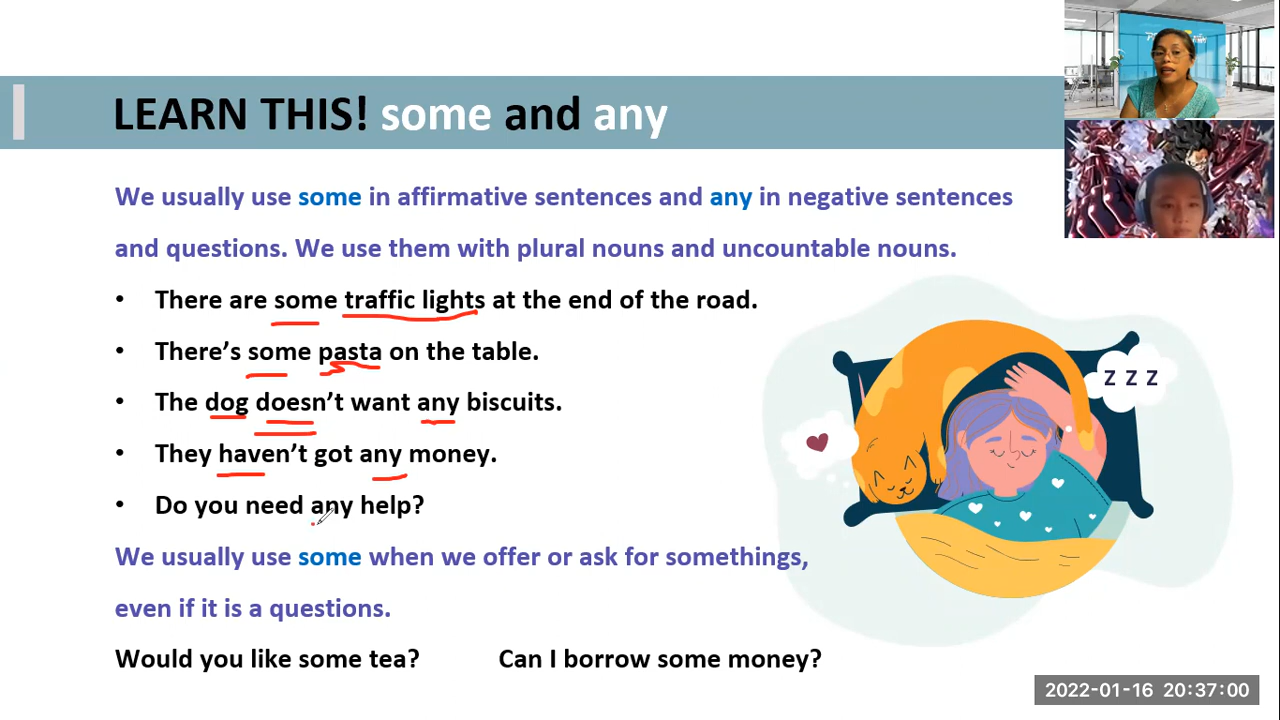 LEARN THIS! some and any
We usually use some in affirmative sentences and any in negative sentences
and questions. We use them with plural nouns and uncountable nouns.
• There are some traffic lights at the end of the road.
• There’s some pasta on the table.
• The dog doesn’t want any biscuits.
• They haven’t got any money.
• Do you need any help?
We usually use some when we offer or ask for somethings,
even if it is a questions.
Would you like some tea? Can I borrow some money?
z z z
2022-01-16 20:37:00